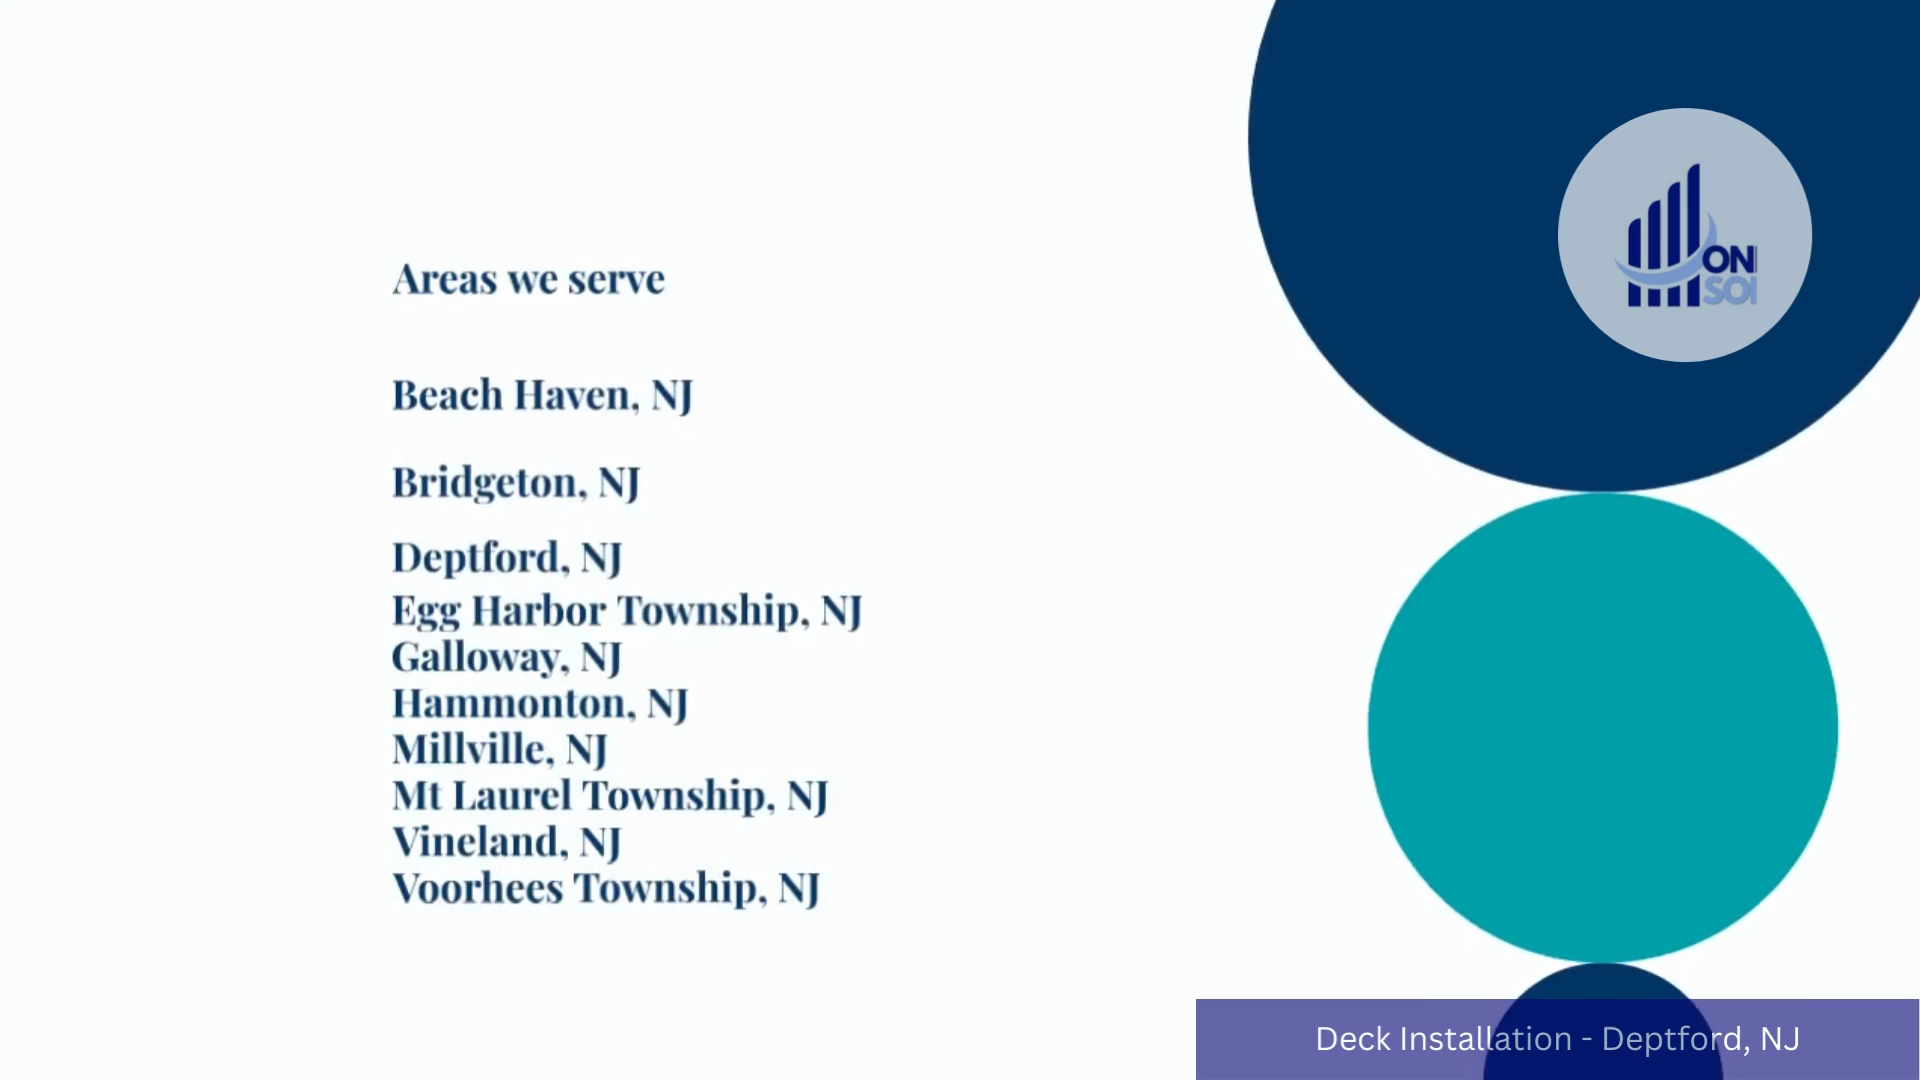 Areas we serve
Beach Haven, NJ
Bridgeton, NJ
Deptford, NJ
Egg Harbor Township, NJ
Galloway, NJ
Hammonton, NJ
Millville, NJ
Mt Laurel Township, NJ
Vineland, NJ
Voorhees Township, NJ
ON
SOI
Deck Installation - Deptford, NJ